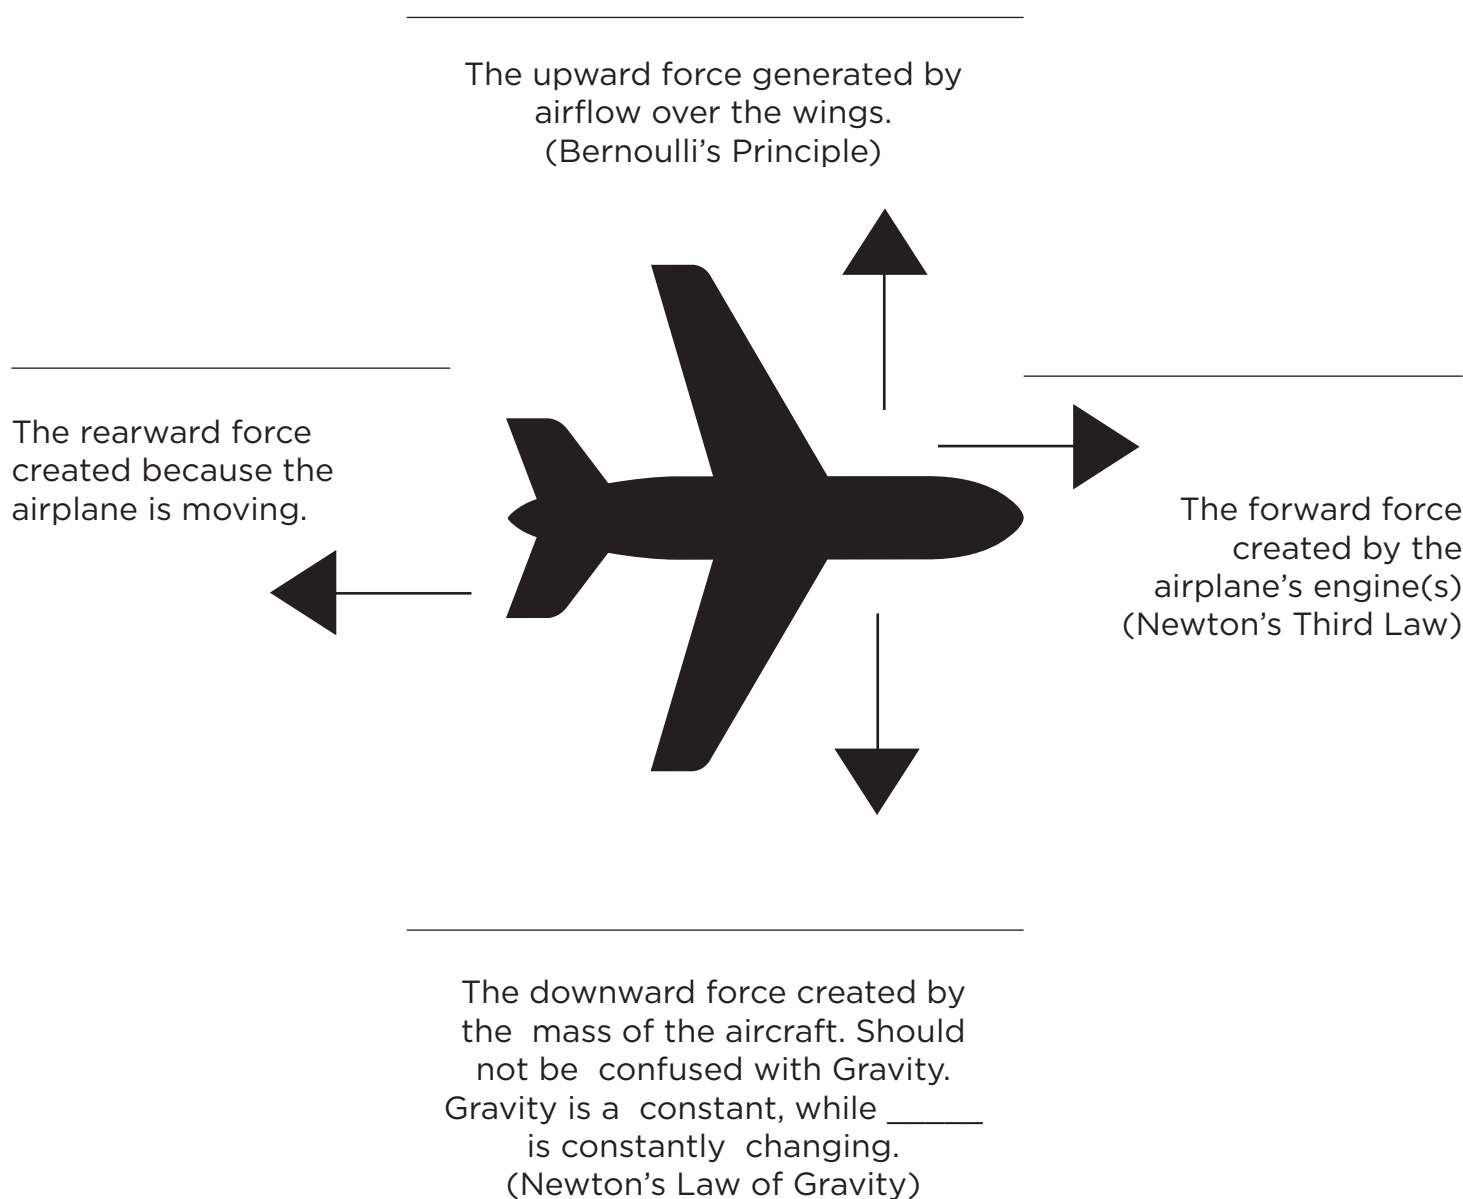 The upward force generated by
airflow over the wings.
(Bernoulli’s Principle)
The rearward force
created because the
airplane is moving.
The forward force
created by the
airplane’s engine(s)
(Newton’s Third Law)
The downward force created by
the  mass of the aircraft. Should
not be  confused with Gravity.
Gravity is a  constant, while _____
is constantly  changing.
(Newton’s Law of Gravity)